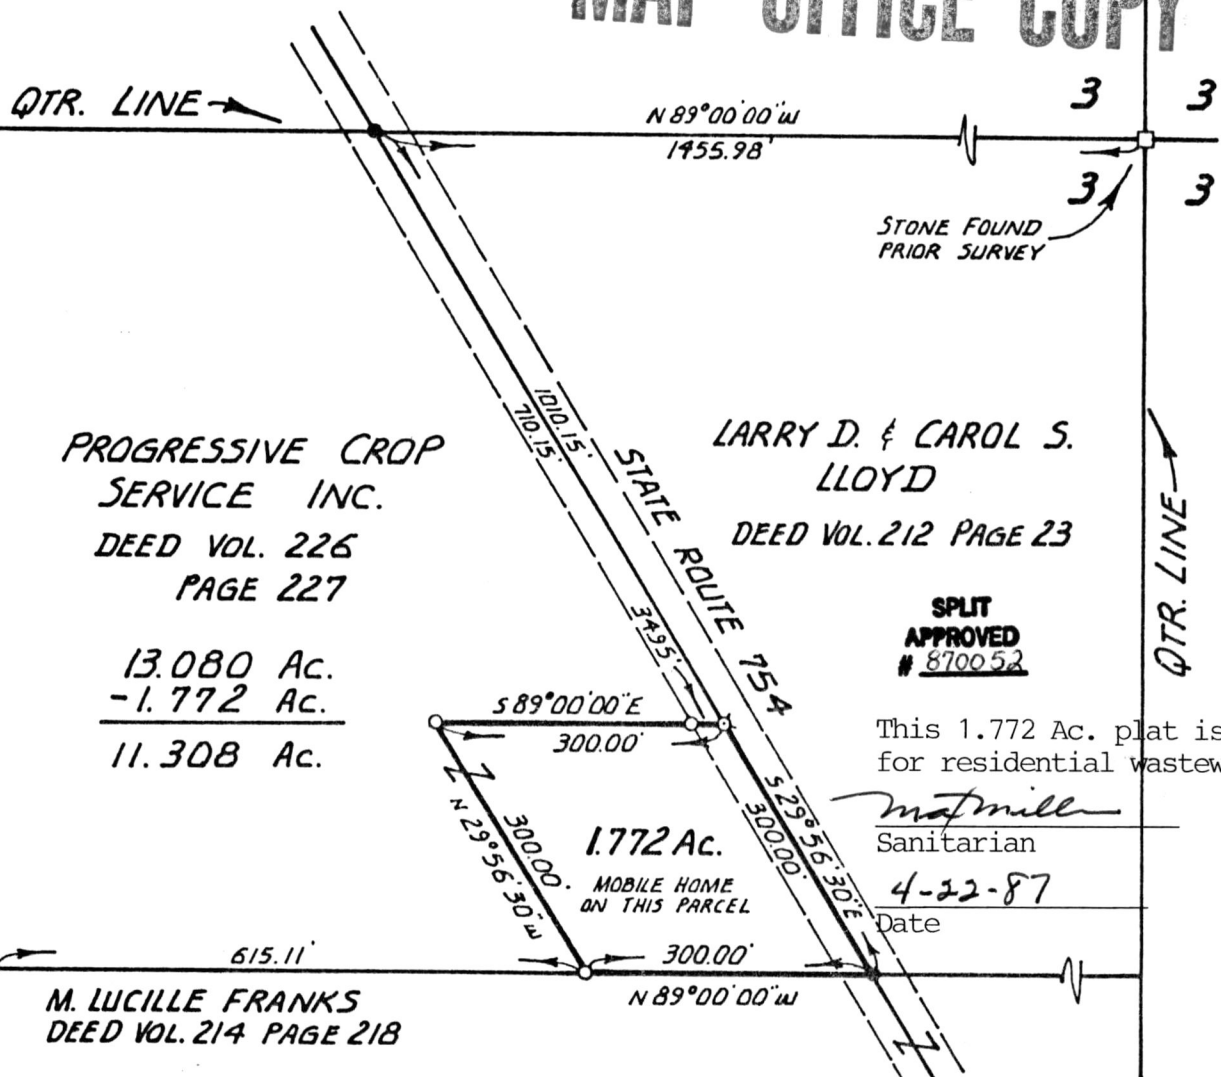 MAP OFFICE COPY
QTR. LINE
N 89°00'00"W
1455.98'
3 3
3 3
STONE FOUND
PRIOR SURVEY
1010.15'
710.15'
STATE ROUTE 754
LARRY D. & CAROL S.
LLOYD
DEED VOL. 212 PAGE 23
QTR. LINE
PROGRESSIVE CROP
SERVICE INC.
DEED VOL. 226
PAGE 227
13.080 Ac.
-1.772 Ac.
11.308 Ac.
SPLIT
APPROVED
# 870052
34.95'
S 89°00'00"E
300.00'
This 1.772 Ac. plat is
for residential wastew
Sanitarian
4-22-87
Date
S 29°56'30"E
300.00'
300.00'
N 29°56'30"W
1.772 Ac.
MOBILE HOME
ON THIS PARCEL
615.11'
300.00'
N 89°00'00"W
M. LUCILLE FRANKS
DEED VOL. 214 PAGE 218